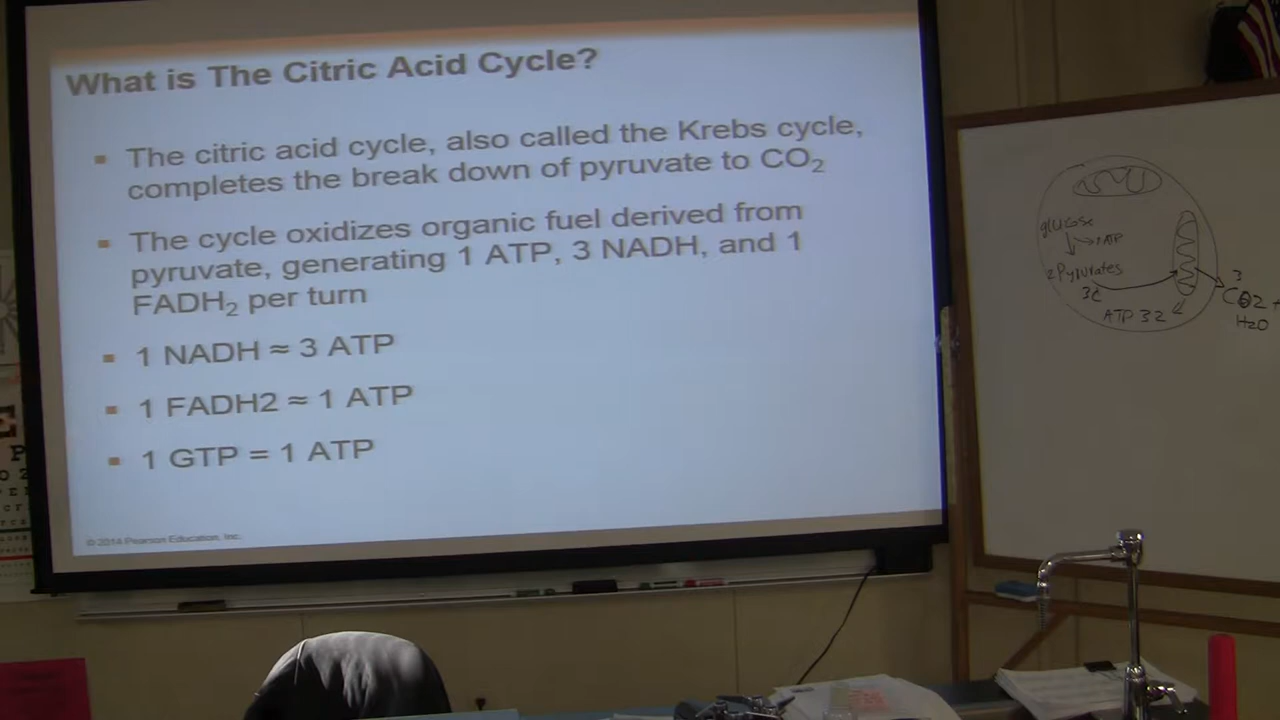 What is The Citric Acid Cycle?
▪ The citric acid cycle, also called the Krebs cycle,
completes the break down of pyruvate to CO2
▪ The cycle oxidizes organic fuel derived from
pyruvate, generating 1 ATP, 3 NADH, and 1
FADH2 per turn
▪ 1 NADH ≈ 3 ATP
▪ 1 FADH2 ≈ 1 ATP
▪ 1 GTP = 1 ATP
© 2014 Pearson Education, Inc.
glucose
ATP
2 Pyruvates
3C
ATP 32
3
CO2 +
H2O
E
P